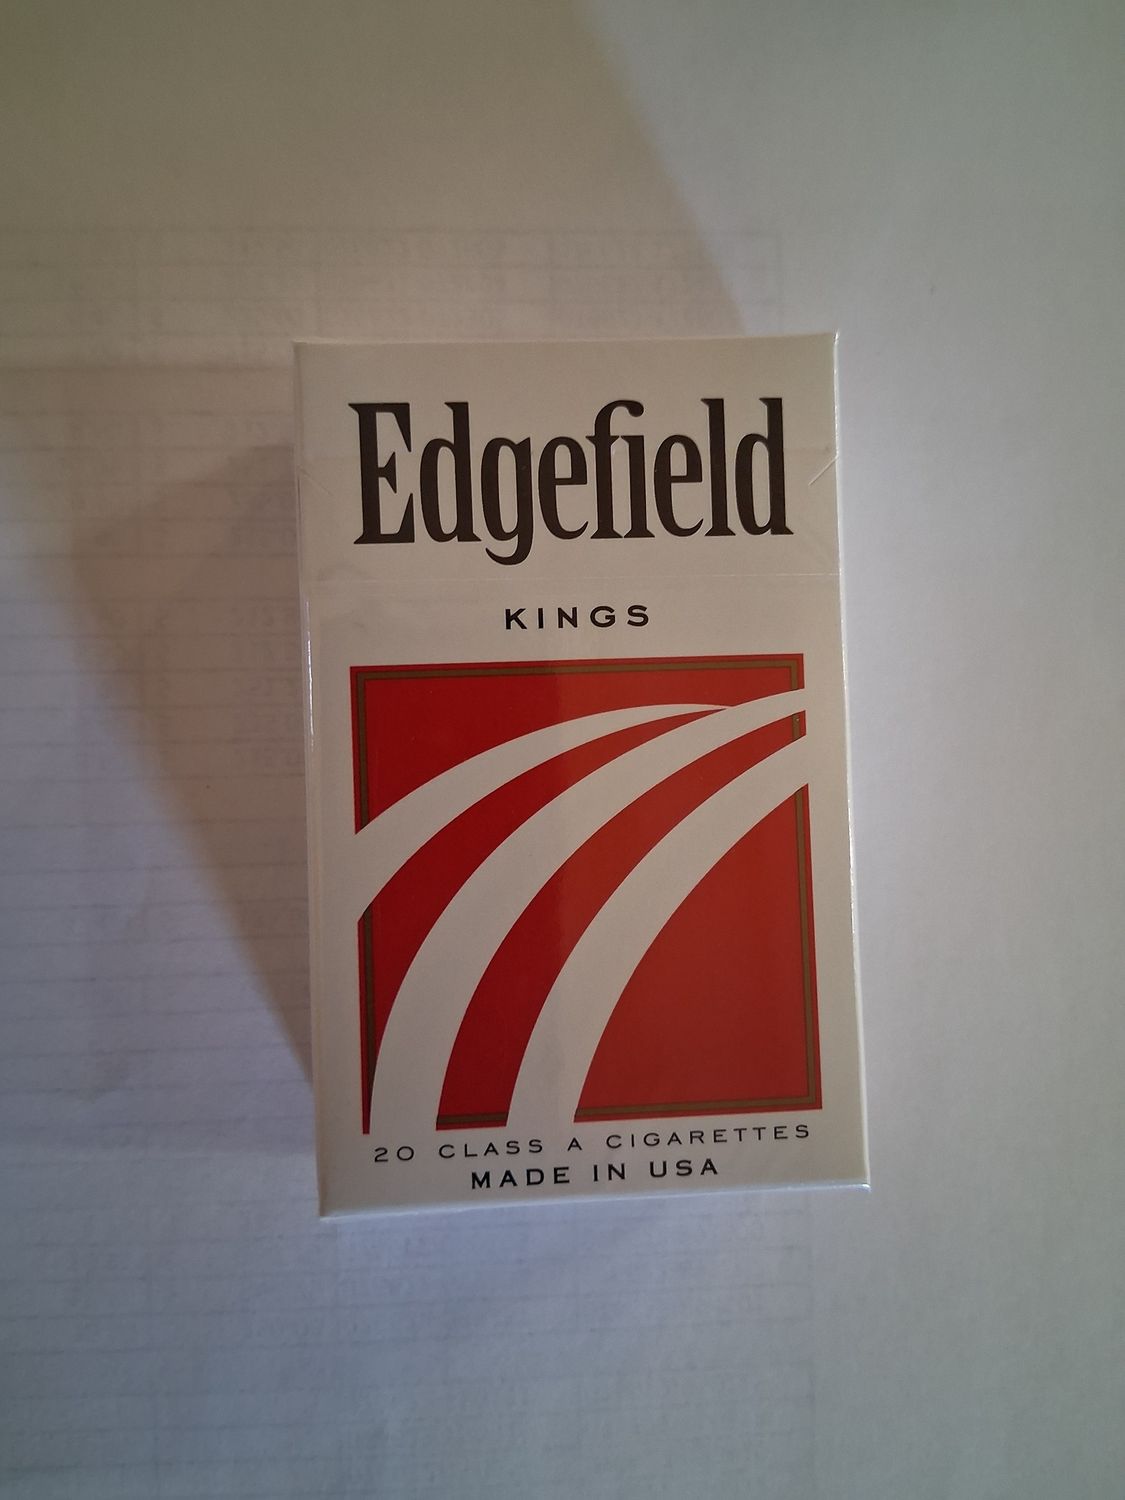 Edgefield
KINGS
20 CLASS A CIGARETTES
MADE IN USA